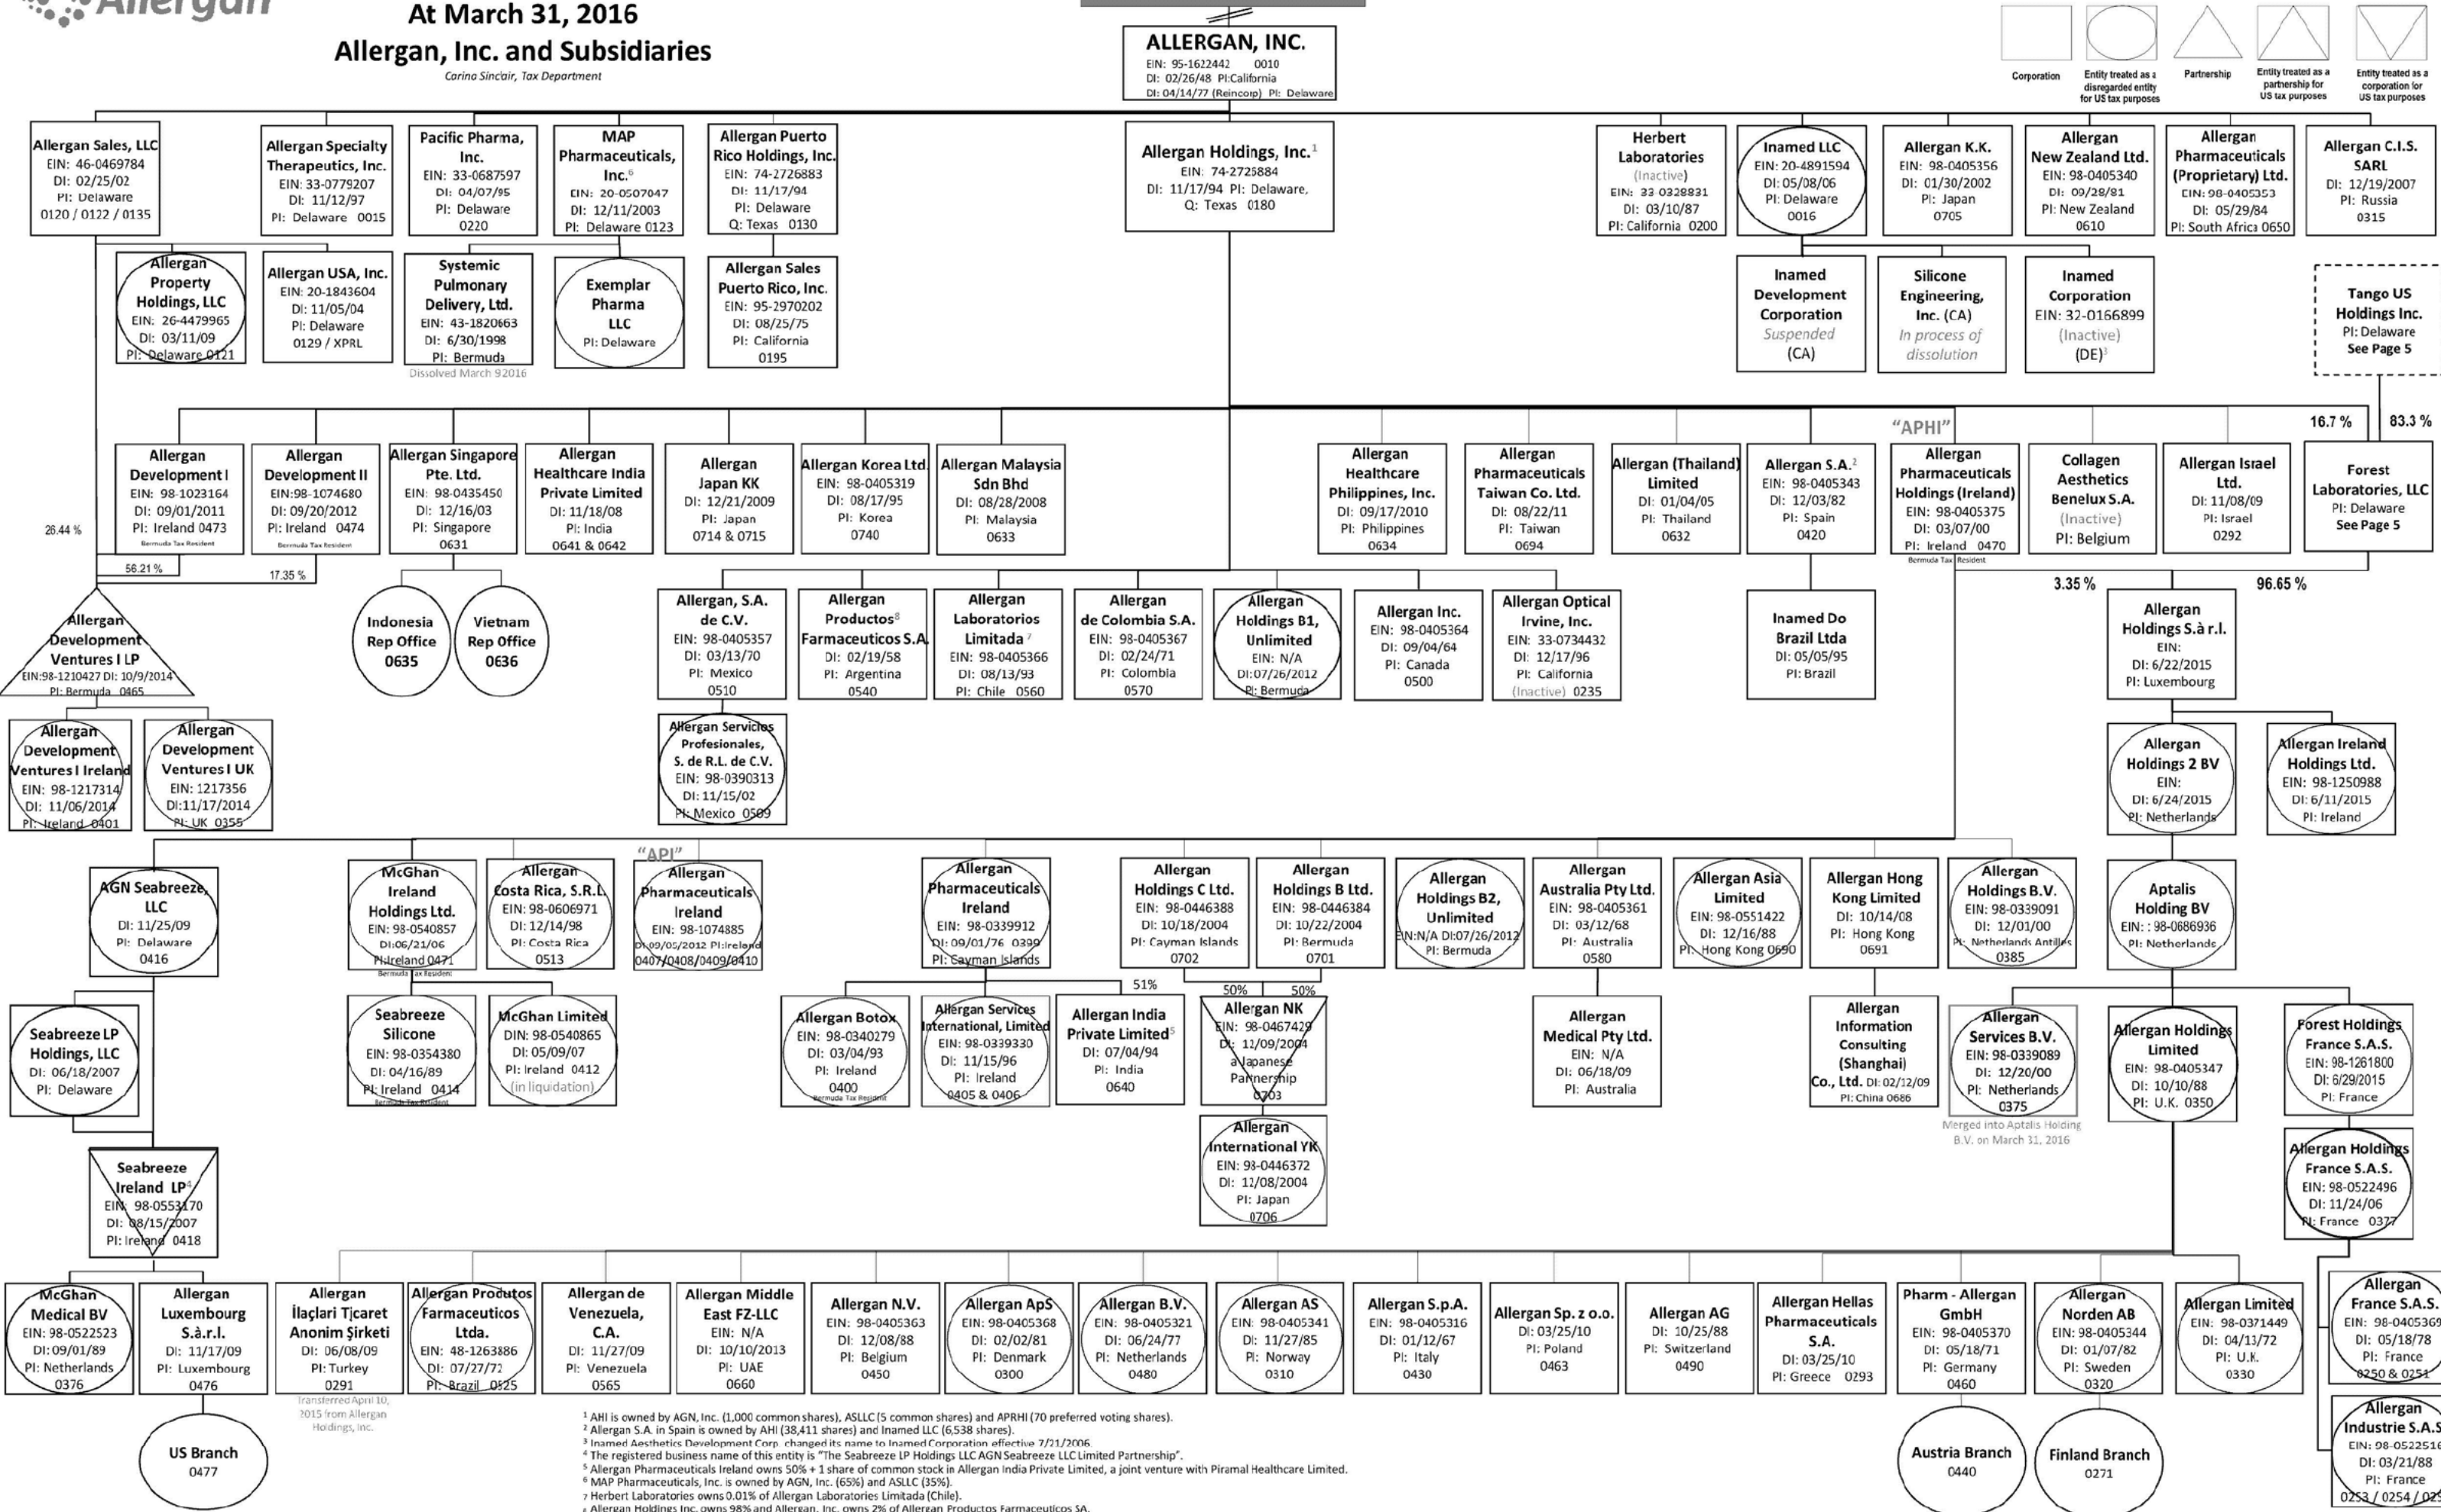 Allergan
At March 31, 2016
Allergan, Inc. and Subsidiaries
Carina Sinclair, Tax Department
ALLERGAN, INC.
EIN: 95-1622442 0010
DI: 02/26/48 PI:California
DI: 04/14/77 (Reincorp) PI: Delaware
Corporation
Entity treated as a
disregarded entity
for US tax purposes
Partnership
Entity treated as a
partnership for
US tax purposes
Entity treated as a
corporation for
US tax purposes
Allergan Sales, LLC
EIN: 46-0469784
DI: 02/25/02
PI: Delaware
0120 / 0122 / 0135
Allergan Specialty
Therapeutics, Inc.
EIN: 33-0779207
DI: 11/12/97
PI: Delaware 0015
Pacific Pharma,
Inc.
EIN: 33-0687597
DI: 04/07/95
PI: Delaware
0220
MAP
Pharmaceuticals,
Inc.6
EIN: 20-0507047
DI: 12/11/2003
PI: Delaware 0123
Allergan Puerto
Rico Holdings, Inc.
EIN: 74-2726883
DI: 11/17/94
PI: Delaware
Q: Texas 0130
Allergan Holdings, Inc.1
EIN: 74-2726884
DI: 11/17/94 PI: Delaware,
Q: Texas 0180
Herbert
Laboratories
(Inactive)
EIN: 33-0328831
DI: 03/10/87
PI: California 0200
Inamed LLC
EIN: 20-4891594
DI: 05/08/06
PI: Delaware
0016
Allergan K.K.
EIN: 98-0405356
DI: 01/30/2002
PI: Japan
0705
Allergan
New Zealand Ltd.
EIN: 98-0405340
DI: 09/28/81
PI: New Zealand
0610
Allergan
Pharmaceuticals
(Proprietary) Ltd.
EIN: 98-0405353
DI: 05/29/84
PI: South Africa 0650
Allergan C.I.S.
SARL
DI: 12/19/2007
PI: Russia
0315
Allergan
Property
Holdings, LLC
EIN: 26-4479965
DI: 03/11/09
PI: Delaware 0121
Allergan USA, Inc.
EIN: 20-1843604
DI: 11/05/04
PI: Delaware
0129 / XPRL
Systemic
Pulmonary
Delivery, Ltd.
EIN: 43-1820663
DI: 6/30/1998
PI: Bermuda
Dissolved March 9 2016
Exemplar
Pharma
LLC
PI: Delaware
Allergan Sales
Puerto Rico, Inc.
EIN: 95-2970202
DI: 08/25/75
PI: California
0195
Inamed
Development
Corporation
Suspended
(CA)
Silicone
Engineering,
Inc. (CA)
In process of
dissolution
Inamed
Corporation
EIN: 32-0166899
(Inactive)
(DE)3
Tango US
Holdings Inc.
PI: Delaware
See Page 5
16.7 % 83.3 %
"APHI"
Allergan
Development I
EIN: 98-1023164
DI: 09/01/2011
PI: Ireland 0473
Bermuda Tax Resident
Allergan
Development II
EIN:98-1074680
DI: 09/20/2012
PI: Ireland 0474
Bermuda Tax Resident
Allergan Singapore
Pte. Ltd.
EIN: 98-0435450
DI: 12/16/03
PI: Singapore
0631
Allergan
Healthcare India
Private Limited
DI: 11/18/08
PI: India
0641 & 0642
Allergan
Japan KK
DI: 12/21/2009
PI: Japan
0714 & 0715
Allergan Korea Ltd.
EIN: 98-0405319
DI: 08/17/95
PI: Korea
0740
Allergan Malaysia
Sdn Bhd
DI: 08/28/2008
PI: Malaysia
0633
Allergan
Healthcare
Philippines, Inc.
DI: 09/17/2010
PI: Philippines
0634
Allergan
Pharmaceuticals
Taiwan Co. Ltd.
DI: 08/22/11
PI: Taiwan
0694
Allergan (Thailand)
Limited
DI: 01/04/05
PI: Thailand
0632
Allergan S.A.2
EIN: 98-0405343
DI: 12/03/82
PI: Spain
0420
Allergan
Pharmaceuticals
Holdings (Ireland)
EIN: 98-0405375
DI: 03/07/00
PI: Ireland 0470
Bermuda Tax Resident
Collagen
Aesthetics
Benelux S.A.
(Inactive)
PI: Belgium
Allergan Israel
Ltd.
DI: 11/08/09
PI: Israel
0292
Forest
Laboratories, LLC
PI: Delaware
See Page 5
26.44 %
56.21 %
17.35 %
3.35 % 96.65 %
Allergan
Development
Ventures I LP
EIN:98-1210427 DI: 10/9/2014
PI: Bermuda 0465
Indonesia
Rep Office
0635
Vietnam
Rep Office
0636
Allergan, S.A.
de C.V.
EIN: 98-0405357
DI: 03/13/70
PI: Mexico
0510
Allergan
Productos8
Farmaceuticos S.A.
DI: 02/19/58
PI: Argentina
0540
Allergan
Laboratorios
Limitada 7
EIN: 98-0405366
DI: 08/13/93
PI: Chile 0560
Allergan
de Colombia S.A.
EIN: 98-0405367
DI: 02/24/71
PI: Colombia
0570
Allergan
Holdings B1,
Unlimited
EIN: N/A
DI:07/26/2012
PI: Bermuda
Allergan Inc.
EIN: 98-0405364
DI: 09/04/64
PI: Canada
0500
Allergan Optical
Irvine, Inc.
EIN: 33-0734432
DI: 12/17/96
PI: California
(Inactive) 0235
Inamed Do
Brazil Ltda
DI: 05/05/95
PI: Brazil
Allergan
Holdings S.à r.l.
EIN:
DI: 6/22/2015
PI: Luxembourg
Allergan
Development
Ventures I Ireland
EIN: 98-1217314
DI: 11/06/2014
PI: Ireland 0401
Allergan
Development
Ventures I UK
EIN: 1217356
DI:11/17/2014
PI: UK 0355
Allergan Servicios
Profesionales,
S. de R.L. de C.V.
EIN: 98-0390313
DI: 11/15/02
PI: Mexico 0509
Allergan
Holdings 2 BV
EIN:
DI: 6/24/2015
PI: Netherlands
Allergan Ireland
Holdings Ltd.
EIN: 98-1250988
DI: 6/11/2015
PI: Ireland
"API"
AGN Seabreeze,
LLC
DI: 11/25/09
PI: Delaware
0416
McGhan
Ireland
Holdings Ltd.
EIN: 98-0540857
DI:06/21/06
PI:Ireland 0471
Bermuda Tax Resident
Allergan
Costa Rica, S.R.L.
EIN: 98-0606971
DI: 12/14/98
PI: Costa Rica
0513
Allergan
Pharmaceuticals
Ireland
EIN: 98-1074885
DI:09/05/2012 PI:Ireland
0407/0408/0409/0410
Allergan
Pharmaceuticals
Ireland
EIN: 98-0339912
DI: 09/01/76 0399
PI: Cayman Islands
Allergan
Holdings C Ltd.
EIN: 98-0446388
DI: 10/18/2004
PI: Cayman Islands
0702
Allergan
Holdings B Ltd.
EIN: 98-0446384
DI: 10/22/2004
PI: Bermuda
0701
Allergan
Holdings B2,
Unlimited
EIN:N/A DI:07/26/2012
PI: Bermuda
Allergan
Australia Pty Ltd.
EIN: 98-0405361
DI: 03/12/68
PI: Australia
0580
Allergan Asia
Limited
EIN: 98-0551422
DI: 12/16/88
PI: Hong Kong 0690
Allergan Hong
Kong Limited
DI: 10/14/08
PI: Hong Kong
0691
Allergan
Holdings B.V.
EIN: 98-0339091
DI: 12/01/00
PI: Netherlands Antilles
0385
Aptalis
Holding BV
EIN: : 98-0686936
PI: Netherlands
51%
50% 50%
Seabreeze LP
Holdings, LLC
DI: 06/18/2007
PI: Delaware
Seabreeze
Silicone
EIN: 98-0354380
DI: 04/16/89
PI: Ireland 0414
Bermuda Tax Resident
McGhan Limited
DIN: 98-0540865
DI: 05/09/07
PI: Ireland 0412
(in liquidation)
Allergan Botox
EIN: 98-0340279
DI: 03/04/93
PI: Ireland
0400
Bermuda Tax Resident
Allergan Services
International, Limited
EIN: 98-0339330
DI: 11/15/96
PI: Ireland
0405 & 0406
Allergan India
Private Limited5
DI: 07/04/94
PI: India
0640
Allergan NK
EIN: 98-0467429
DI: 12/09/2004
a Japanese
Partnership
0703
Allergan
Medical Pty Ltd.
EIN: N/A
DI: 06/18/09
PI: Australia
Allergan
Information
Consulting
(Shanghai)
Co., Ltd. DI: 02/12/09
PI: China 0686
Allergan
Services B.V.
EIN: 98-0339089
DI: 12/20/00
PI: Netherlands
0375
Merged into Aptalis Holding
B.V. on March 31, 2016
Allergan Holdings
Limited
EIN: 98-0405347
DI: 10/10/88
PI: U.K. 0350
Forest Holdings
France S.A.S.
EIN: 98-1261800
DI: 6/29/2015
PI: France
Seabreeze
Ireland LP4
EIN: 98-0553170
DI: 08/15/2007
PI: Ireland 0418
Allergan
International YK
EIN: 98-0446372
DI: 12/08/2004
PI: Japan
0706
Allergan Holdings
France S.A.S.
EIN: 98-0522496
DI: 11/24/06
PI: France 0377
McGhan
Medical BV
EIN: 98-0522523
DI: 09/01/89
PI: Netherlands
0376
Allergan
Luxembourg
S.à.r.l.
DI: 11/17/09
PI: Luxembourg
0476
Allergan
İlaçlari Ticaret
Anonim Şirketi
DI: 06/08/09
PI: Turkey
0291
Transferred April 10,
2015 from Allergan
Holdings, Inc.
Allergan Produtos
Farmaceuticos
Ltda.
EIN: 48-1263886
DI: 07/27/72
PI: Brazil 0525
Allergan de
Venezuela,
C.A.
DI: 11/27/09
PI: Venezuela
0565
Allergan Middle
East FZ-LLC
EIN: N/A
DI: 10/10/2013
PI: UAE
0660
Allergan N.V.
EIN: 98-0405363
DI: 12/08/88
PI: Belgium
0450
Allergan ApS
EIN: 98-0405368
DI: 02/02/81
PI: Denmark
0300
Allergan B.V.
EIN: 98-0405321
DI: 06/24/77
PI: Netherlands
0480
Allergan AS
EIN: 98-0405341
DI: 11/27/85
PI: Norway
0310
Allergan S.p.A.
EIN: 98-0405316
DI: 01/12/67
PI: Italy
0430
Allergan Sp. z o.o.
DI: 03/25/10
PI: Poland
0463
Allergan AG
DI: 10/25/88
PI: Switzerland
0490
Allergan Hellas
Pharmaceuticals
S.A.
DI: 03/25/10
PI: Greece 0293
Pharm - Allergan
GmbH
EIN: 98-0405370
DI: 05/18/71
PI: Germany
0460
Allergan
Norden AB
EIN: 98-0405344
DI: 01/07/82
PI: Sweden
0320
Allergan Limited
EIN: 98-0371449
DI: 04/13/72
PI: U.K.
0330
Allergan
France S.A.S.
EIN: 98-0405369
DI: 05/18/78
PI: France
0250 & 0251
US Branch
0477
Austria Branch
0440
Finland Branch
0271
Allergan
Industrie S.A.S
EIN: 98-0522516
DI: 03/21/88
PI: France
0253 / 0254 /
1 AHI is owned by AGN, Inc. (1,000 common shares), ASLLC (5 common shares) and APRHI (70 preferred voting shares).
2 Allergan S.A. in Spain is owned by AHI (38,411 shares) and Inamed LLC (6,538 shares).
3 Inamed Aesthetics Development Corp. changed its name to Inamed Corporation effective 7/21/2006.
4 The registered business name of this entity is "The Seabreeze LP Holdings LLC AGN Seabreeze LLC Limited Partnership".
5 Allergan Pharmaceuticals Ireland owns 50% + 1 share of common stock in Allergan India Private Limited, a joint venture with Piramal Healthcare Limited.
6 MAP Pharmaceuticals, Inc. is owned by AGN, Inc. (65%) and ASLLC (35%).
7 Herbert Laboratories owns 0.01% of Allergan Laboratories Limitada (Chile).
8 Allergan Holdings Inc. owns 98% and Allergan, Inc. owns 2% of Allergan Productos Farmaceuticos SA.